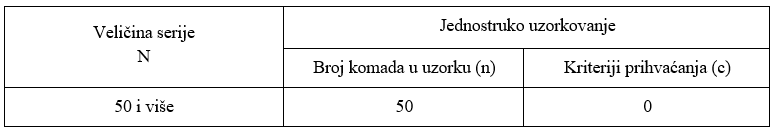 Veličina serije
N
Jednostruko uzorkovanje
Broj komada u uzorku (n)
Kriteriji prihvaćanja (c)
50 i više
50
0